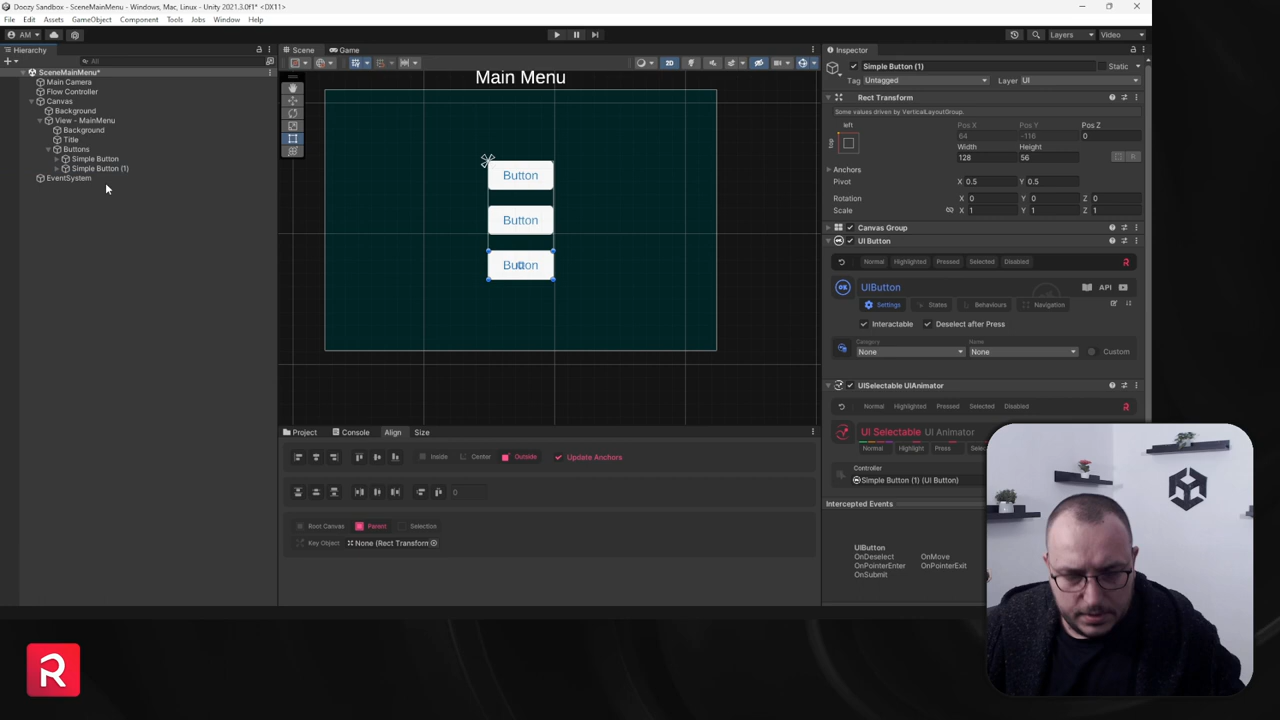 Doozy Sandbox - SceneMainMenu - Windows, Mac, Linux - Unity 2021.3.0f1* <DX11>
File Edit Assets GameObject Component Tools Jobs Window Help
AM Layers Video
Hierarchy
All
SceneMainMenu*
Main Camera
Flow Controller
Canvas
Background
View - MainMenu
Background
Title
Buttons
Simple Button
Simple Button (1)
EventSystem
Scene Game
2D
Main Menu
Button
Button
Button
Project Console Align Size
Inside Center Outside Update Anchors
0
Root Canvas Parent Selection
Key Object None (Rect Transform
Inspector
Simple Button (1) Static
Tag Untagged Layer UI
Rect Transform
Some values driven by VerticalLayoutGroup.
left Pos X Pos Y Pos Z
top 64 -116 0
Width Height
128 56 R
Anchors
Pivot X 0.5 Y 0.5
Rotation X 0 Y 0 Z 0
Scale X 1 Y 1 Z 1
Canvas Group
UI Button
Normal Highlighted Pressed Selected Disabled
UIButton API
Settings States Behaviours Navigation
Interactable Deselect after Press
Category Name
None None Custom
UISelectable UIAnimator
Normal Highlighted Pressed Selected Disabled
UI Selectable UI Animator
Normal Highlight Press
Controller
Simple Button (1) (UI Button)
Intercepted Events
UIButton
OnDeselect OnMove
OnPointerEnter OnPointerExit
OnSubmit